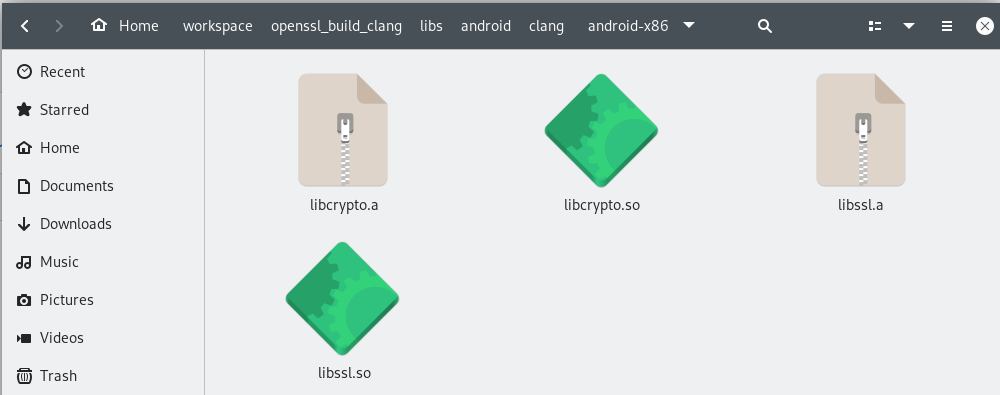 Home workspace openssl_build_clang libs android clang android-x86
Recent
Starred
Home
Documents
Downloads
Music
Pictures
Videos
Trash
libcrypto.a libcrypto.so libssl.a
libssl.so